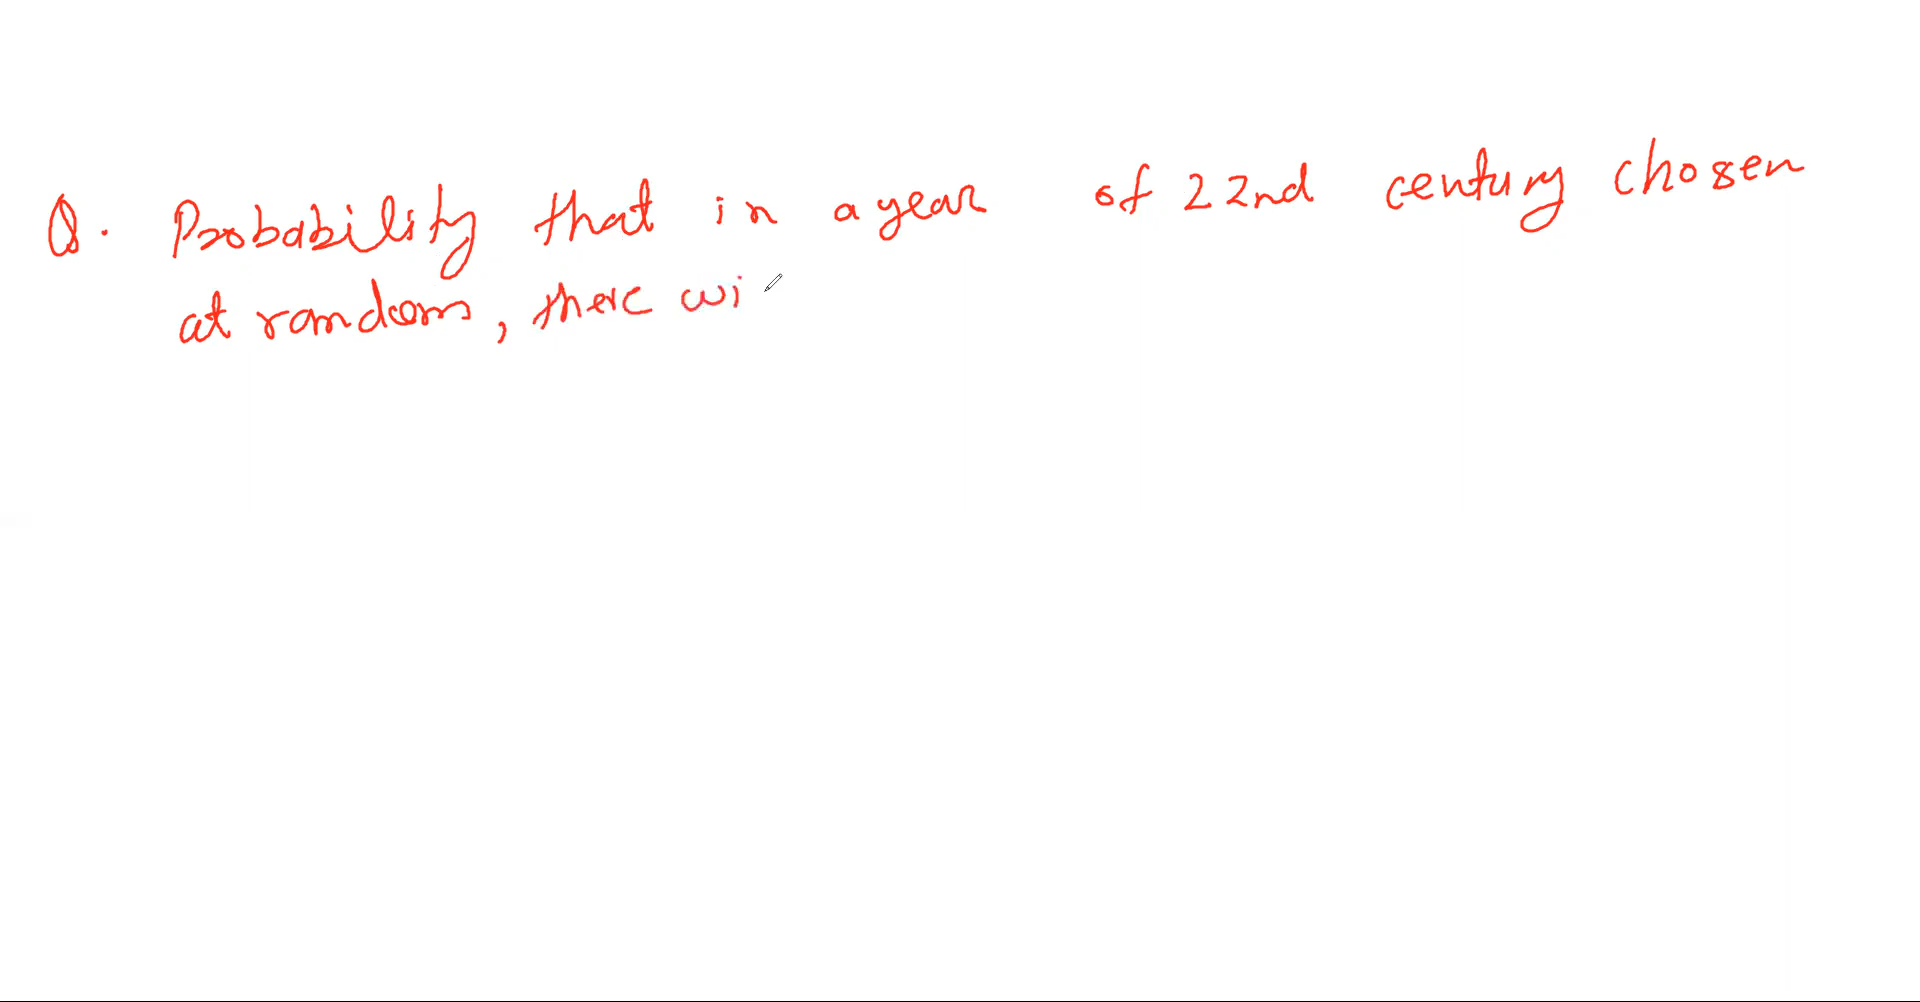 Q. Probability that in a year of 22nd century chosen
at random, there wi